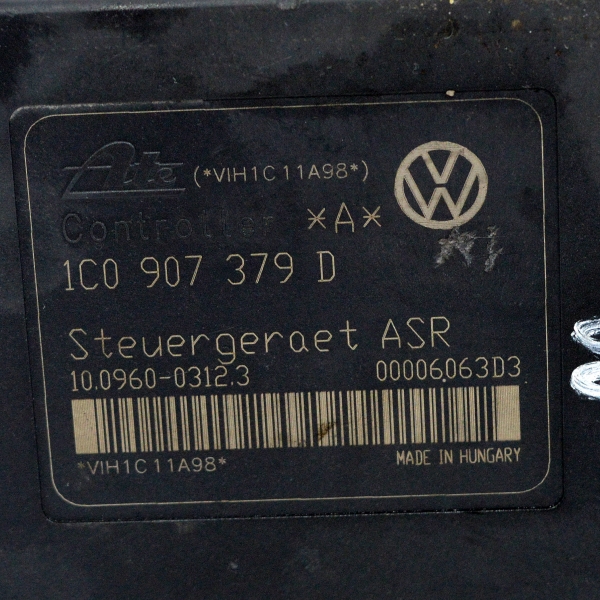 Ate (*VIH1C11A98*)
Controller *A*
1C0 907 379 D
Steuergeraet ASR
10.0960-0312.3 00006063D3
*VIH1C11A98*
MADE IN HUNGARY